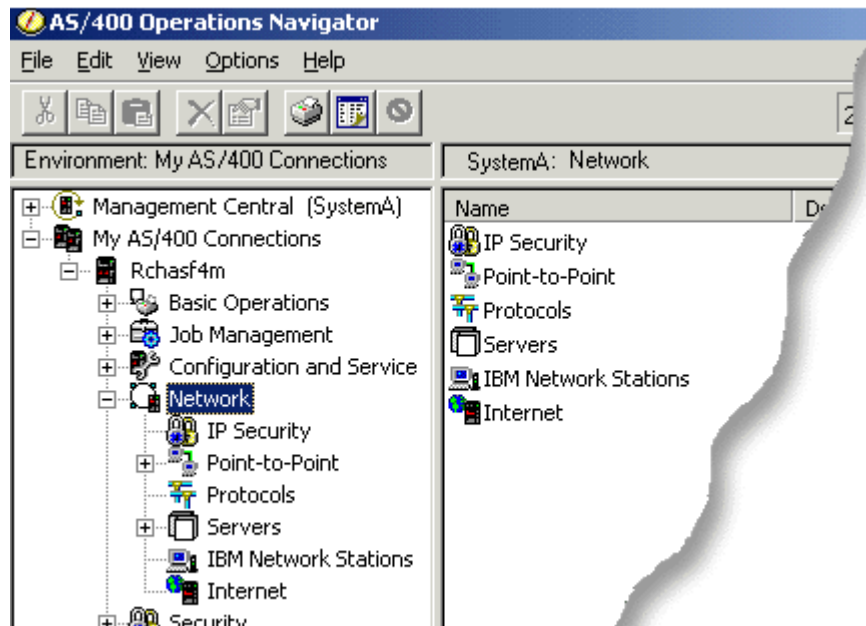 AS/400 Operations Navigator
File Edit View Options Help
Environment: My AS/400 Connections
SystemA: Network
Management Central (SystemA)
My AS/400 Connections
Rchasf4m
Basic Operations
Job Management
Configuration and Service
Network
IP Security
Point-to-Point
Protocols
Servers
IBM Network Stations
Internet
Security
Name
IP Security
Point-to-Point
Protocols
Servers
IBM Network Stations
Internet